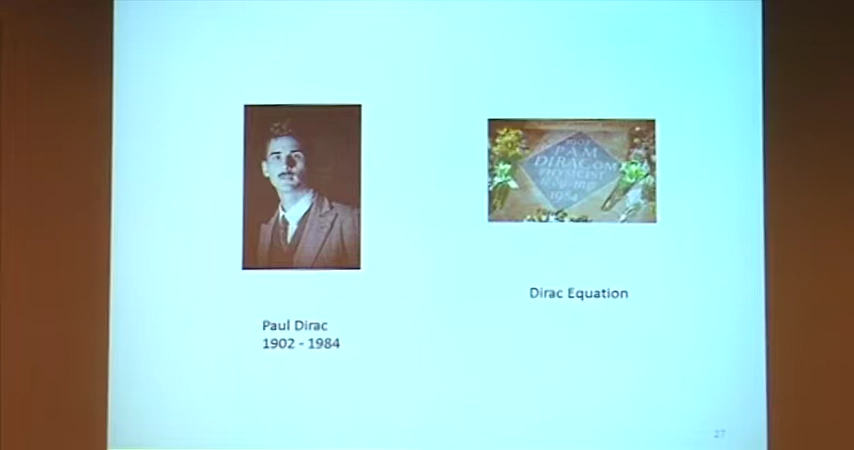 Paul Dirac
1902 - 1984
1902
P·A·M
DIRAC OM
PHYSICIST
1984
Dirac Equation
27